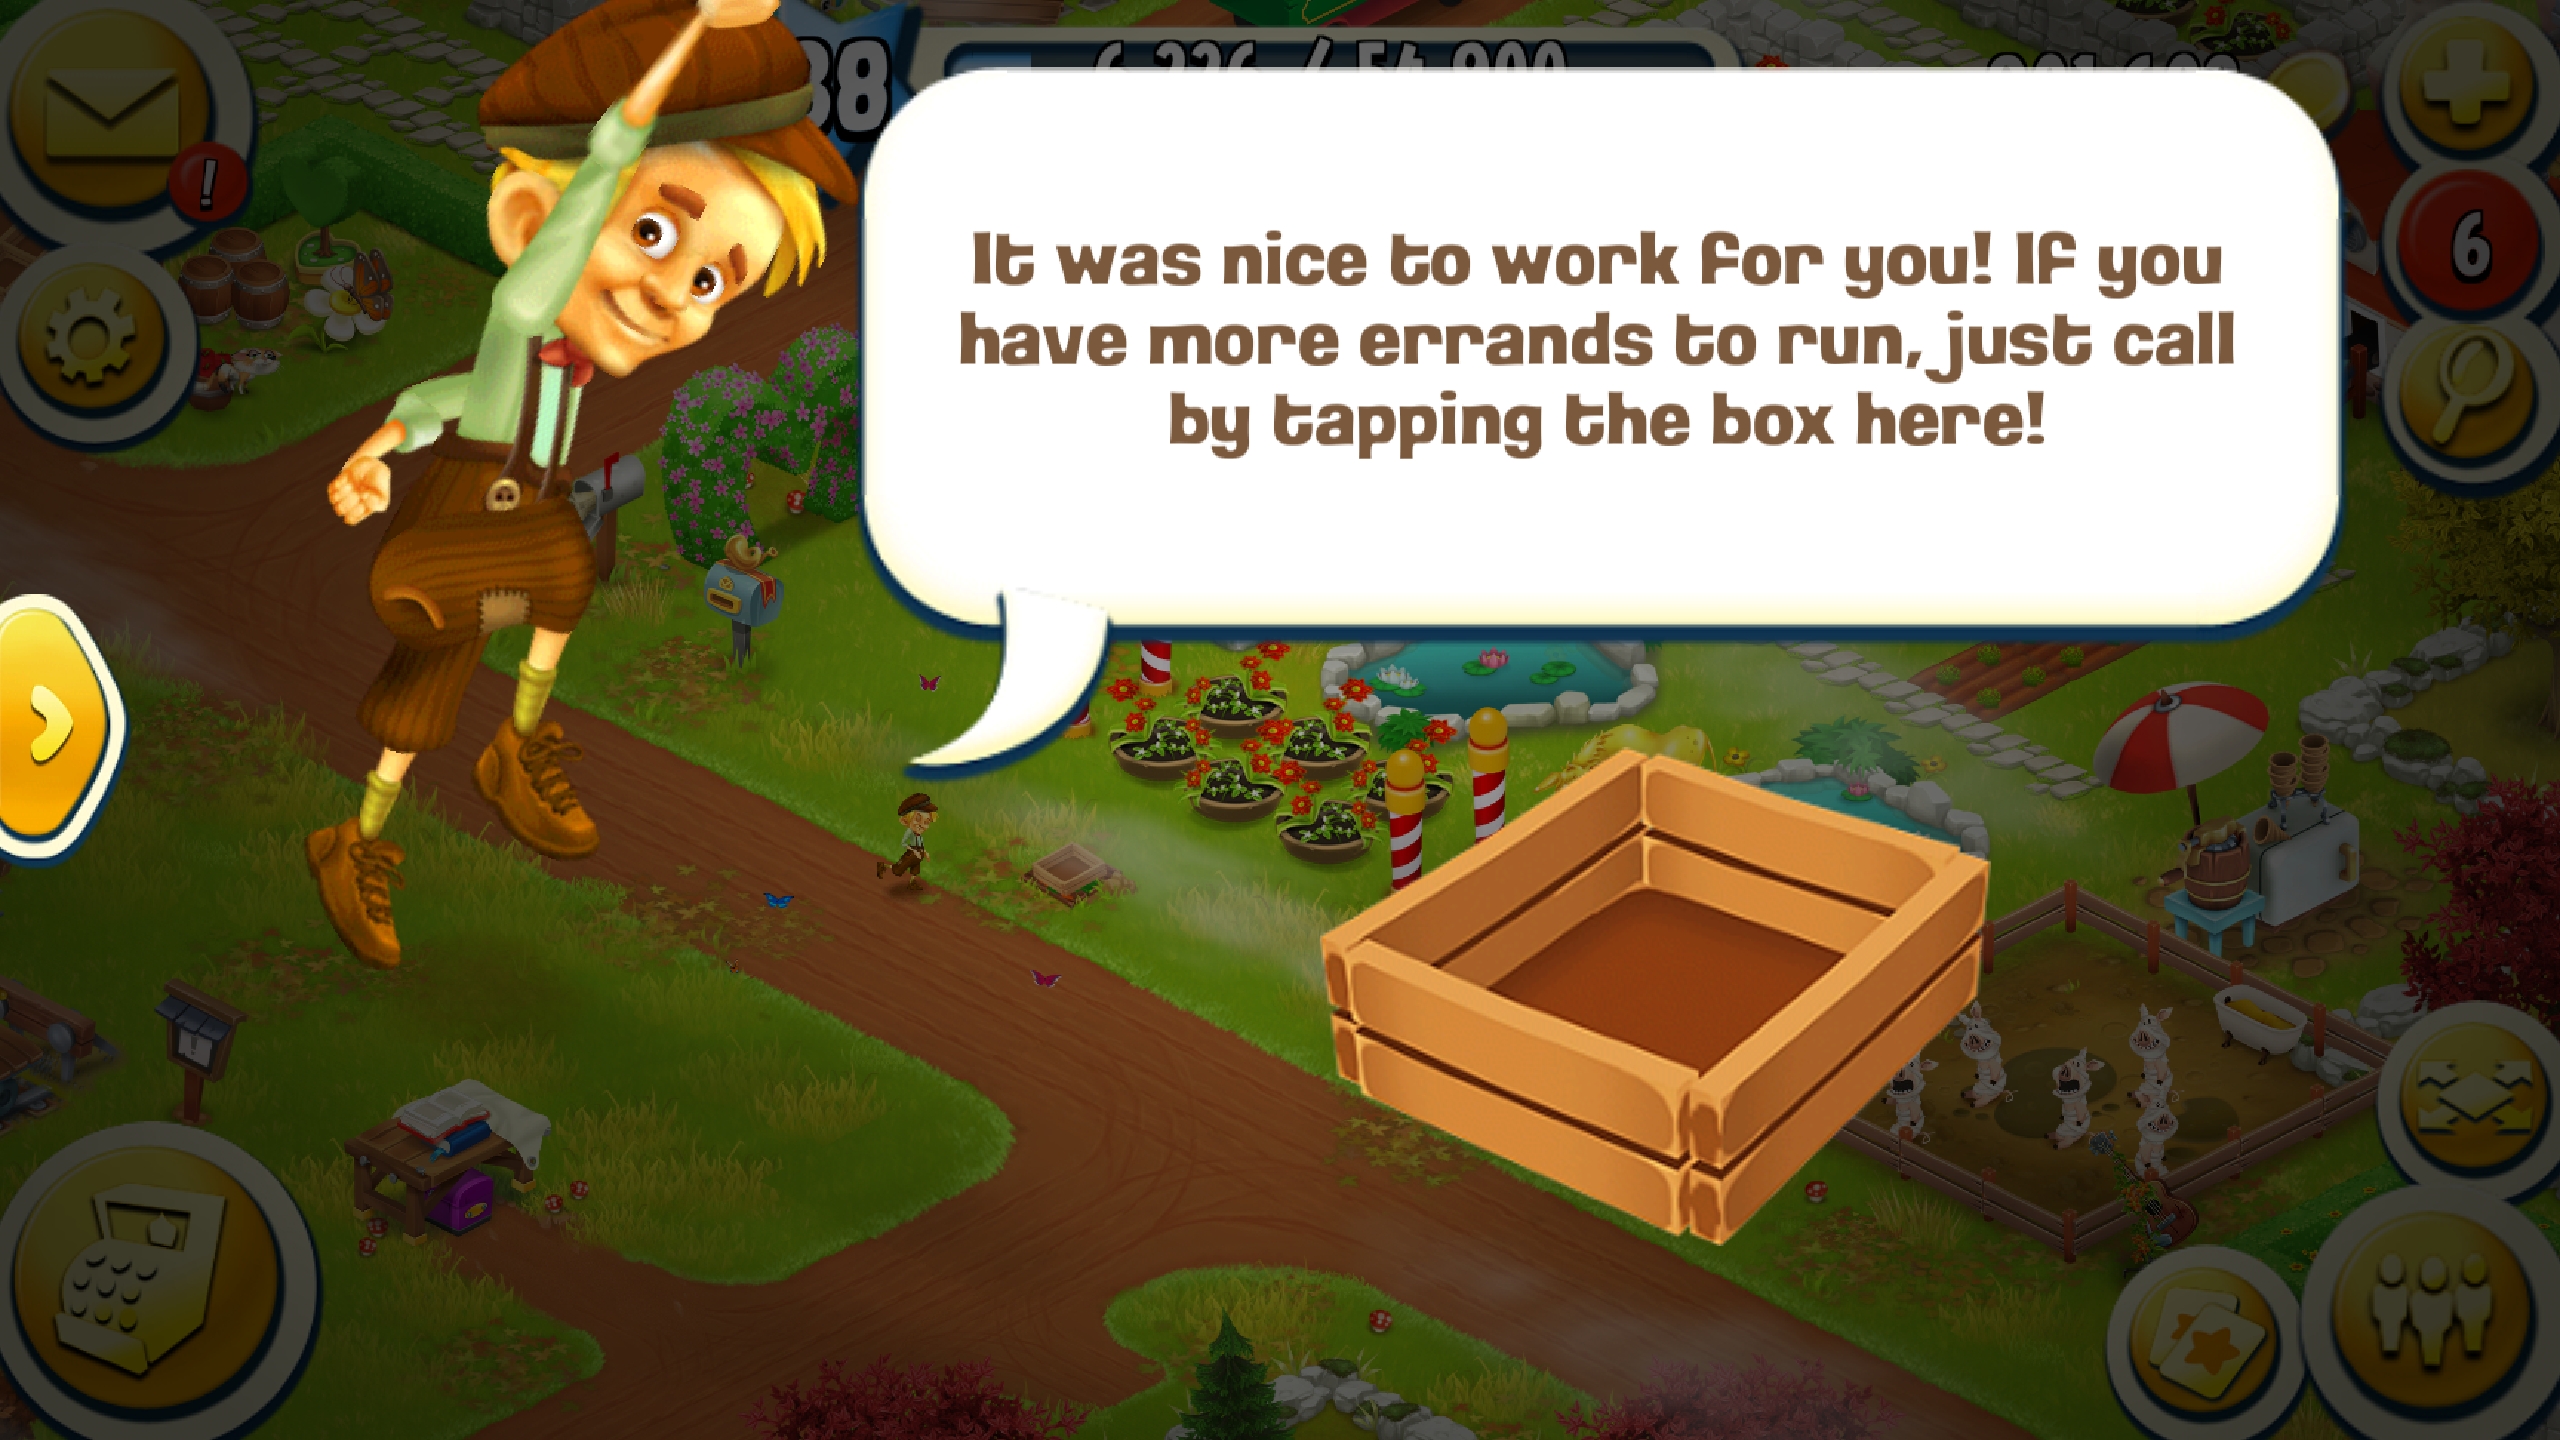 It was nice to work for you! If you
have more errands to run, just call
by tapping the box here!
!
6